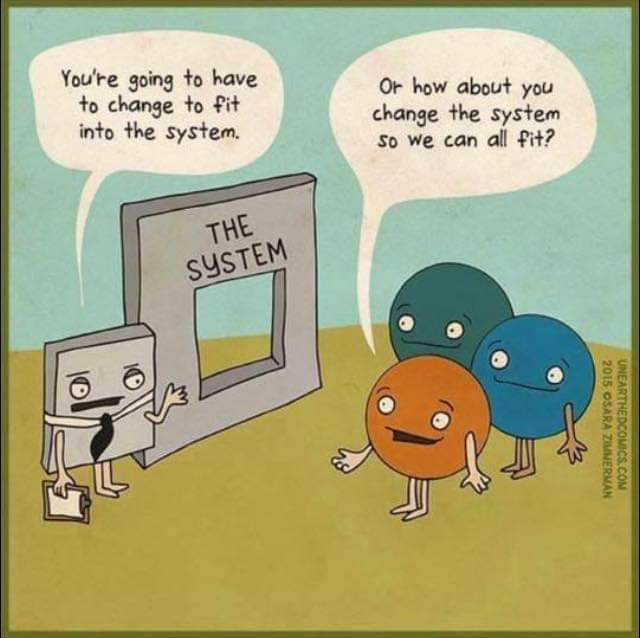 You're going to have
to change to fit
into the system.
Or how about you
change the system
so we can all fit?
THE
SYSTEM
UNEARTHEDCOMICS.COM
2015 ©SARA ZIMMERMAN